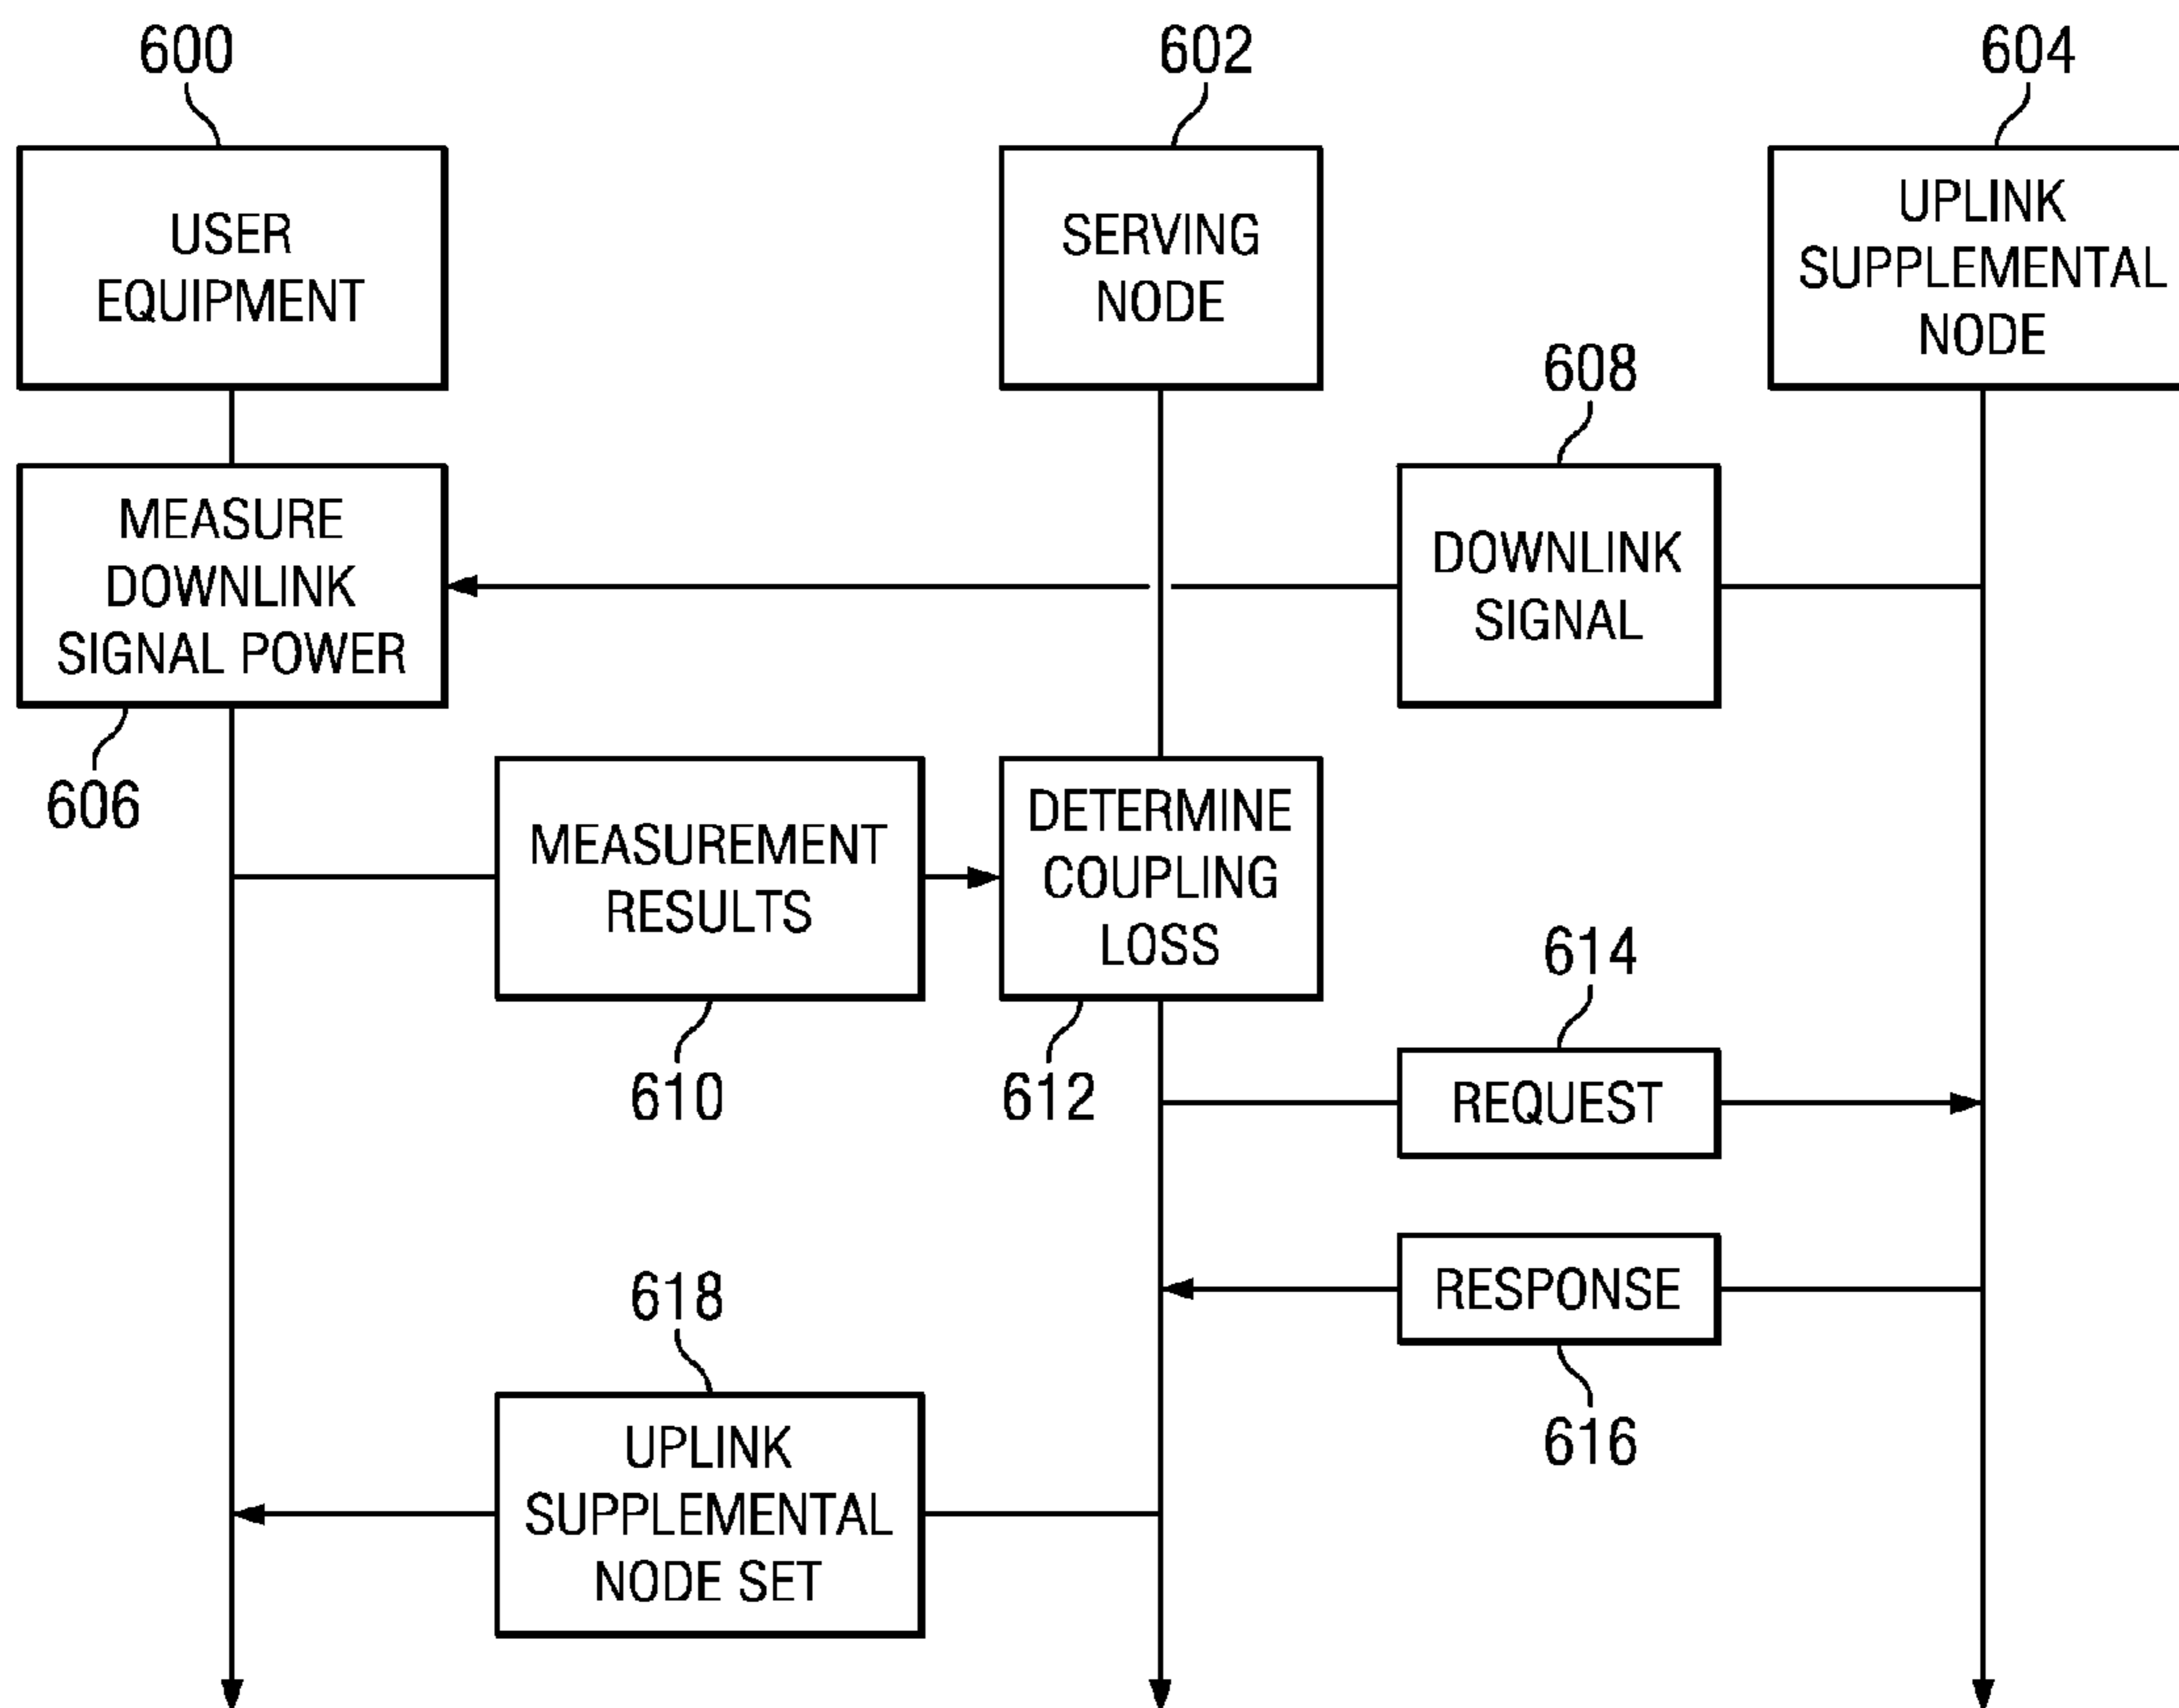 600
602
604
USER
EQUIPMENT
SERVING
NODE
UPLINK
SUPPLEMENTAL
NODE
608
MEASURE
DOWNLINK
SIGNAL POWER
DOWNLINK
SIGNAL
606
MEASUREMENT
RESULTS
DETERMINE
COUPLING
LOSS
610
612
614
REQUEST
RESPONSE
616
618
UPLINK
SUPPLEMENTAL
NODE SET